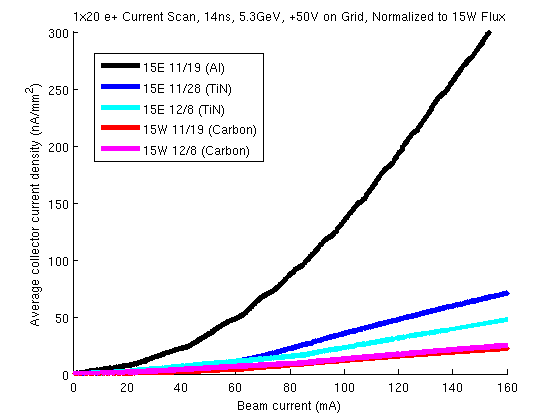 1x20 e+ Current Scan, 14ns, 5.3GeV, +50V on Grid, Normalized to 15W Flux
300
250
200
150
100
50
0
Average collector current density (nA/mm²)
15E 11/19 (Al)
15E 11/28 (TiN)
15E 12/8 (TiN)
15W 11/19 (Carbon)
15W 12/8 (Carbon)
0 20 40 60 80 100 120 140 160
Beam current (mA)